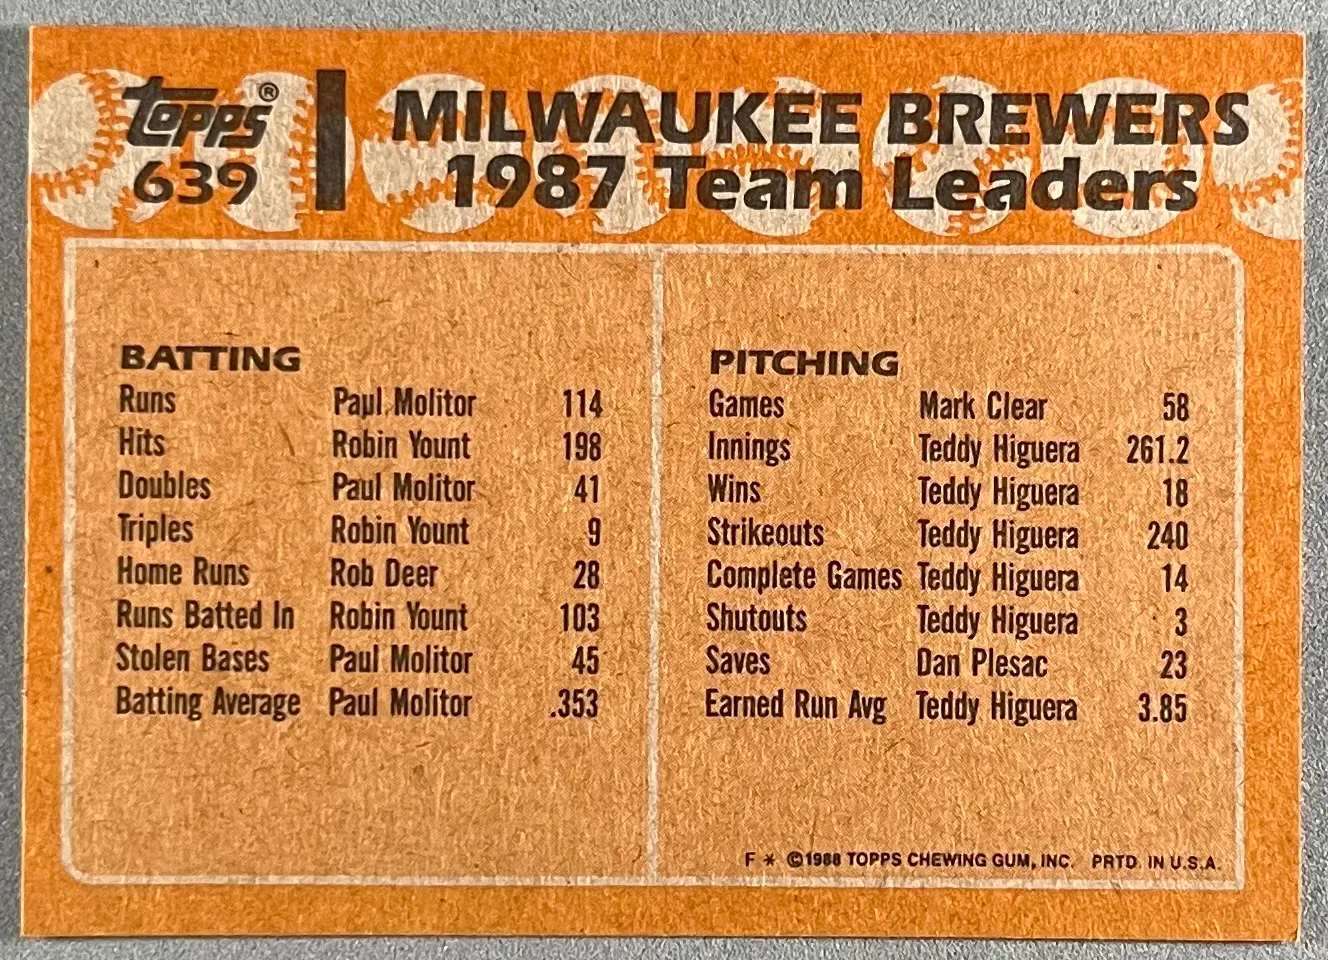 Topps®
639
MILWAUKEE BREWERS
1987 Team Leaders
BATTING
Runs Paul Molitor 114
Hits Robin Yount 198
Doubles Paul Molitor 41
Triples Robin Yount 9
Home Runs Rob Deer 28
Runs Batted In Robin Yount 103
Stolen Bases Paul Molitor 45
Batting Average Paul Molitor .353
PITCHING
Games Mark Clear 58
Innings Teddy Higuera 261.2
Wins Teddy Higuera 18
Strikeouts Teddy Higuera 240
Complete Games Teddy Higuera 14
Shutouts Teddy Higuera 3
Saves Dan Plesac 23
Earned Run Avg Teddy Higuera 3.85
F * ©1988 TOPPS CHEWING GUM, INC. PRTD. IN U.S.A.